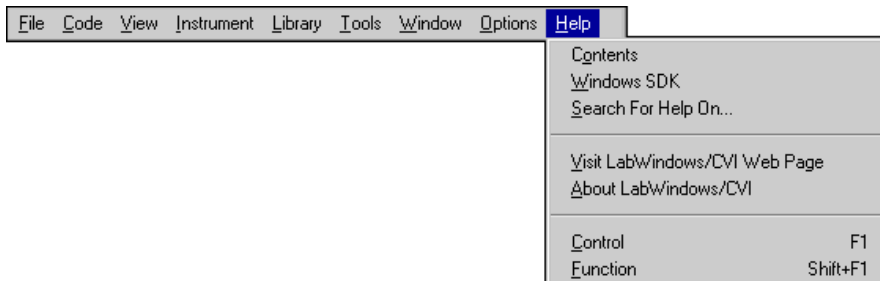 File Code View Instrument Library Tools Window Options Help
Contents
Windows SDK
Search For Help On...
Visit LabWindows/CVI Web Page
About LabWindows/CVI
Control F1
Function Shift+F1